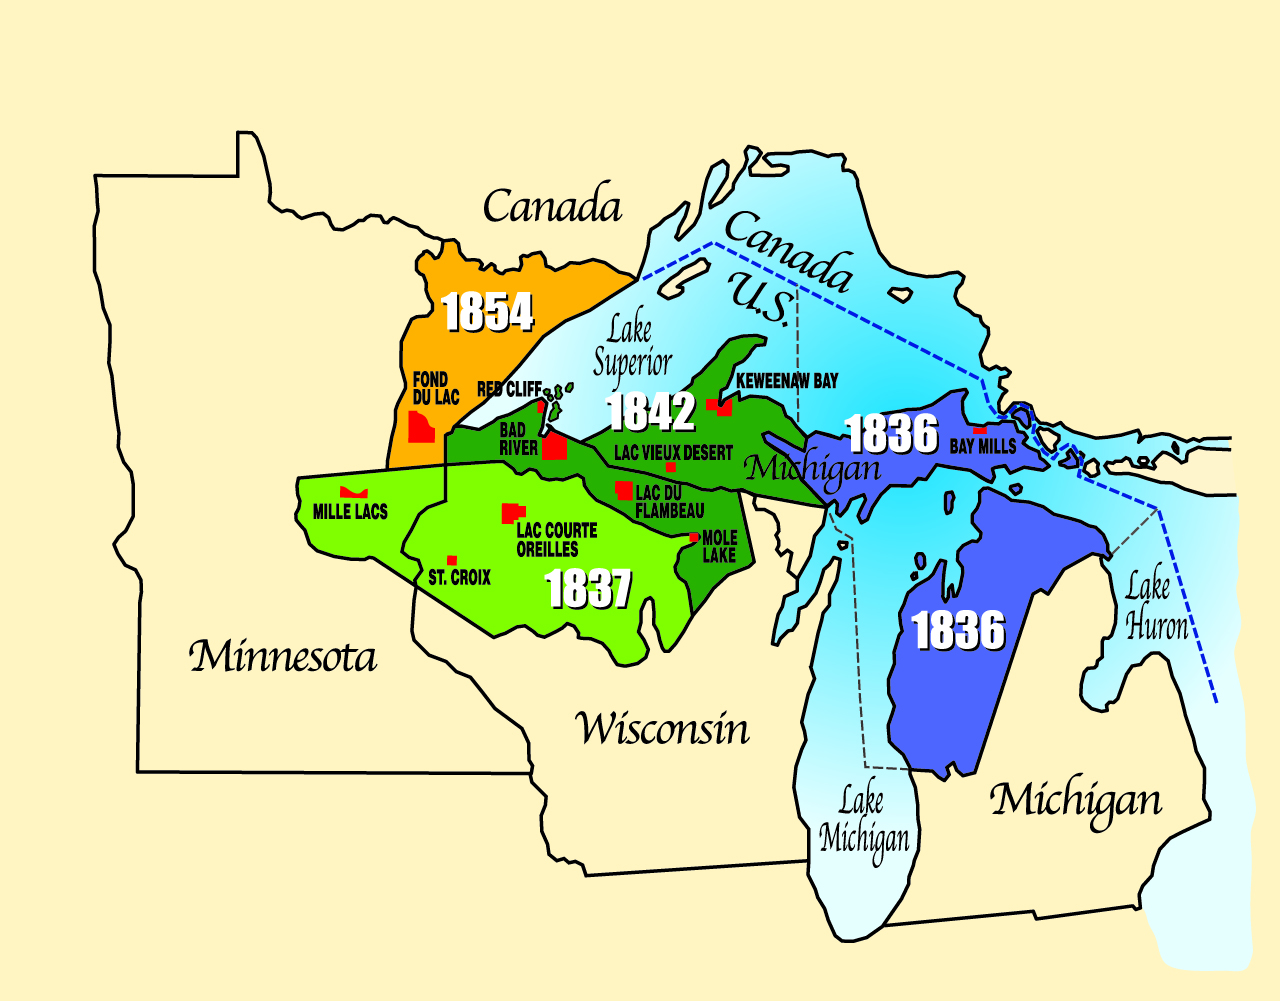 Canada
Canada
U.S.
1854
Lake
Superior
FOND
DU LAC
RED CLIFF
KEWEENAW BAY
1842
BAD
RIVER
LAC VIEUX DESERT
1836
BAY MILLS
Michigan
MILLE LACS
LAC DU
FLAMBEAU
LAC COURTE
OREILLES
MOLE
LAKE
ST. CROIX
1837
Lake
Huron
1836
Minnesota
Wisconsin
Lake
Michigan
Michigan